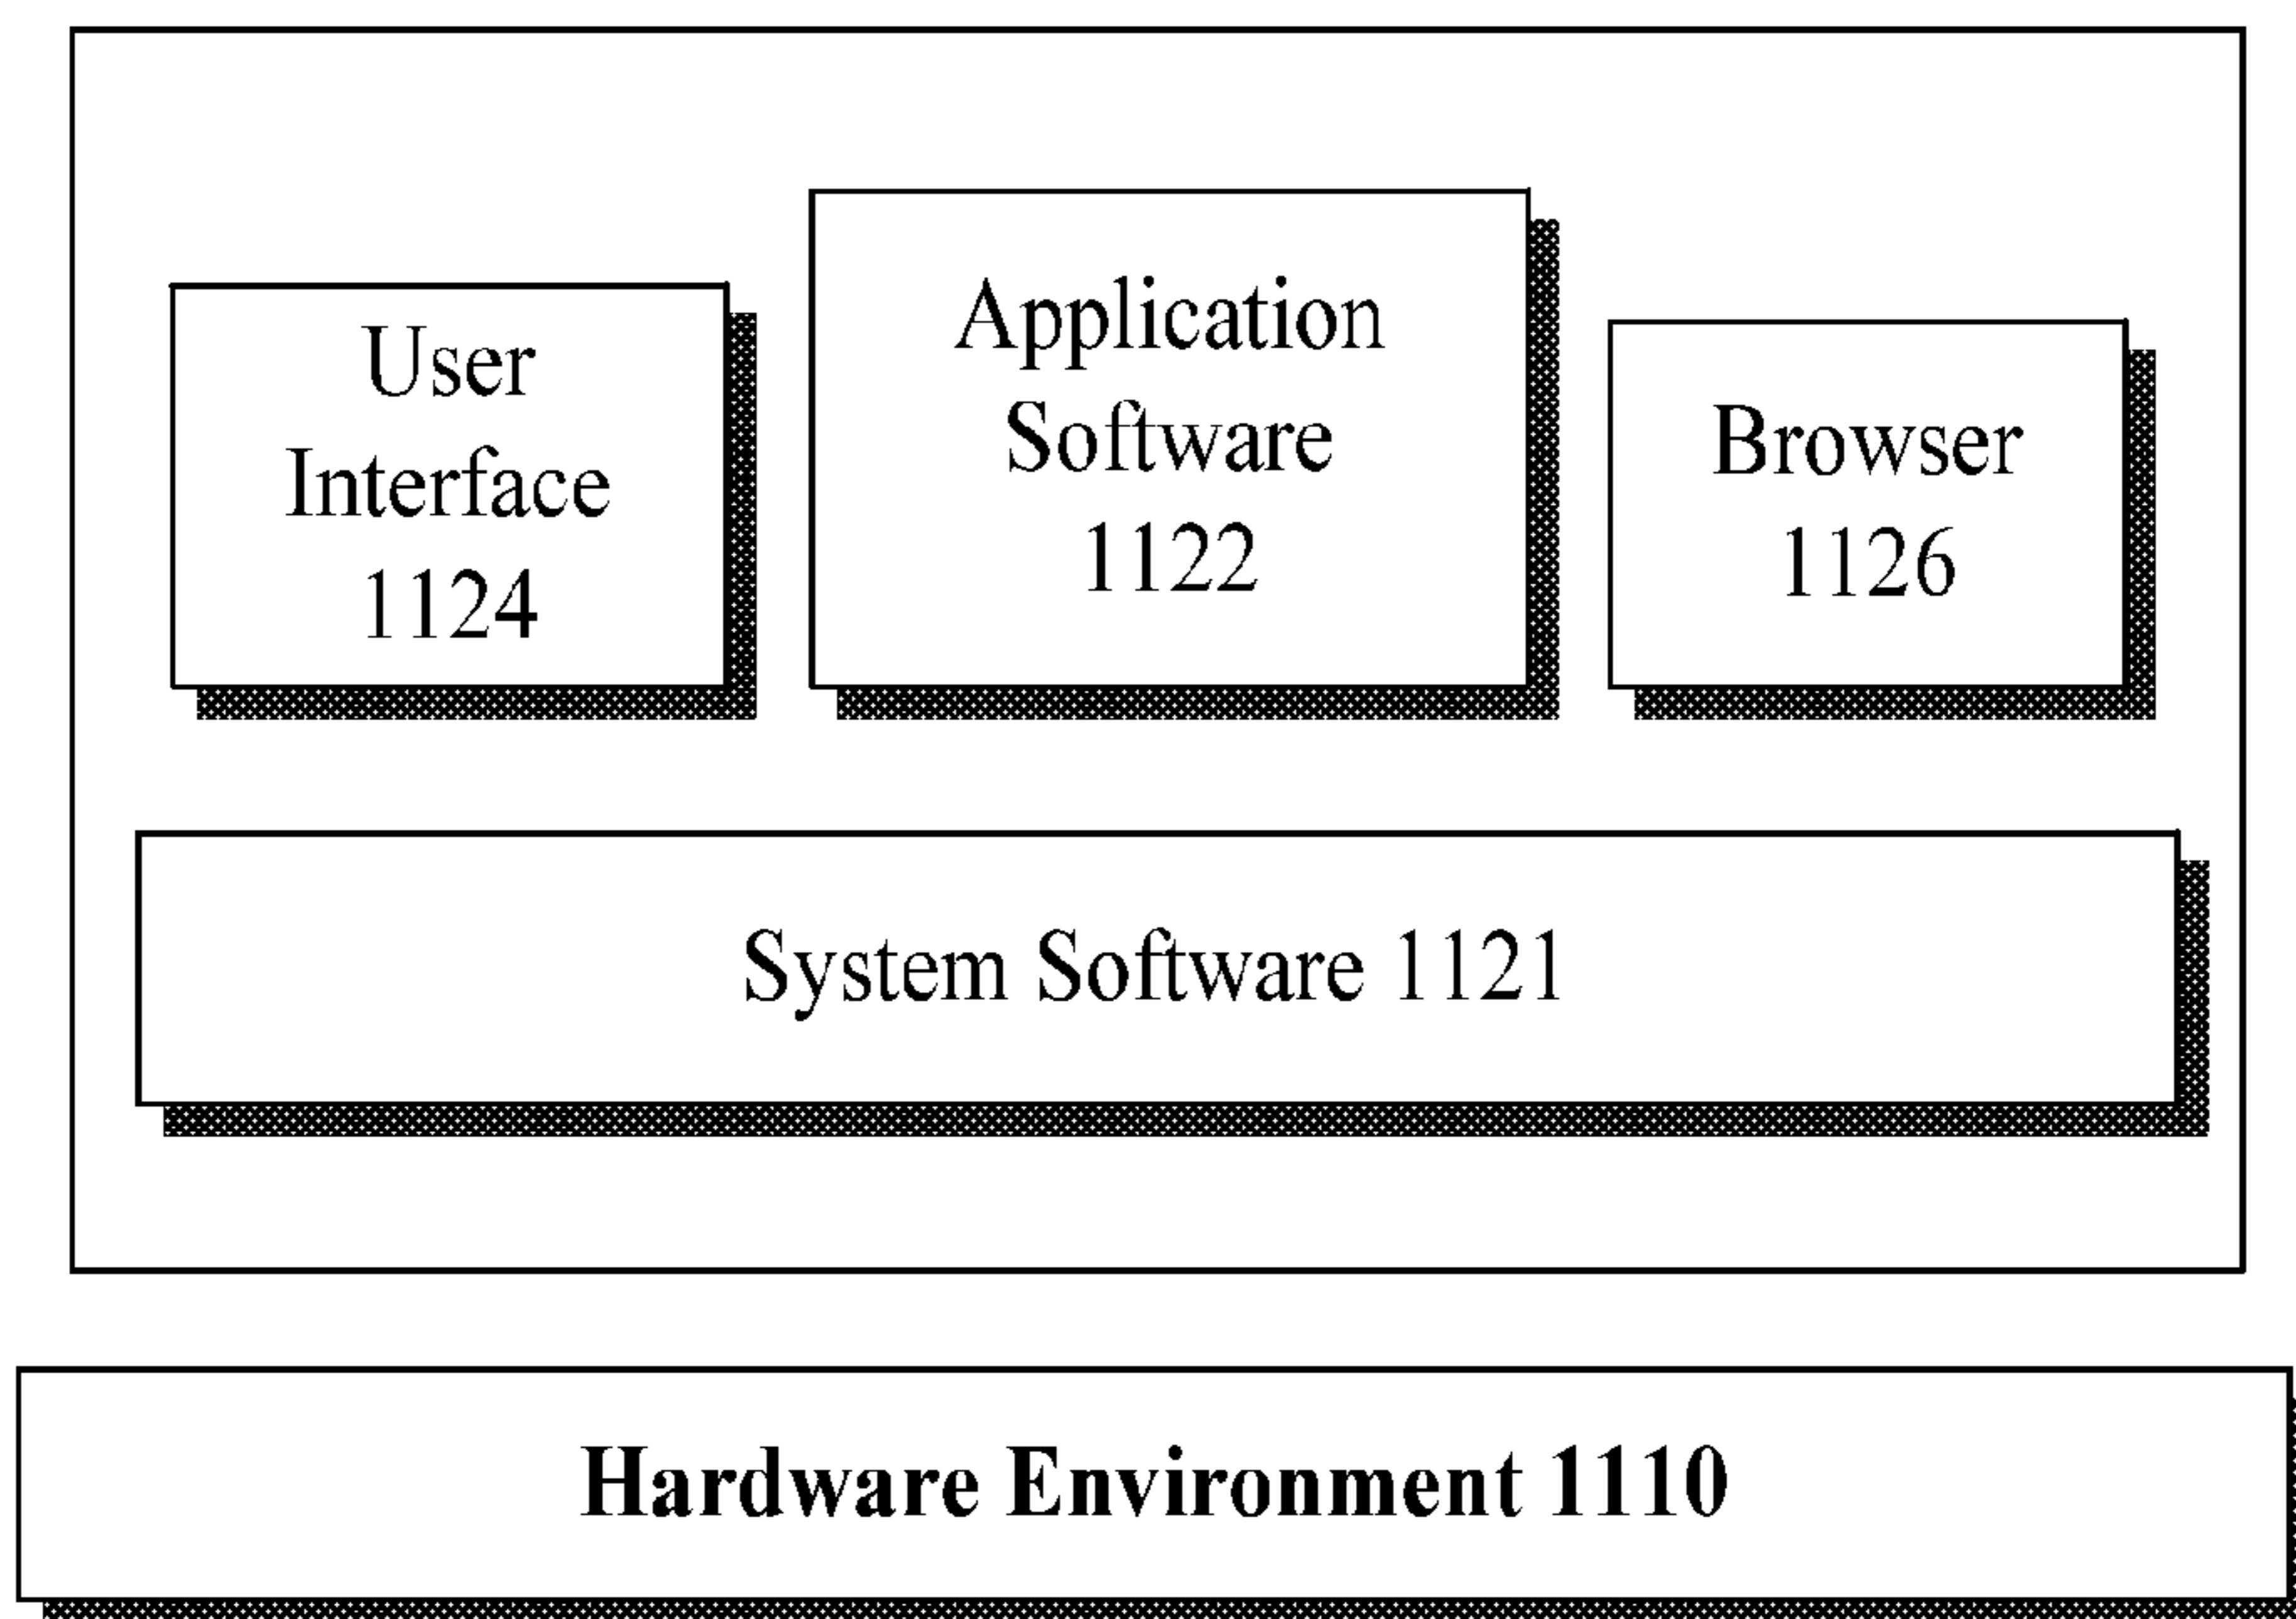 User
Interface
1124
Application
Software
1122
Browser
1126
System Software 1121
Hardware Environment 1110